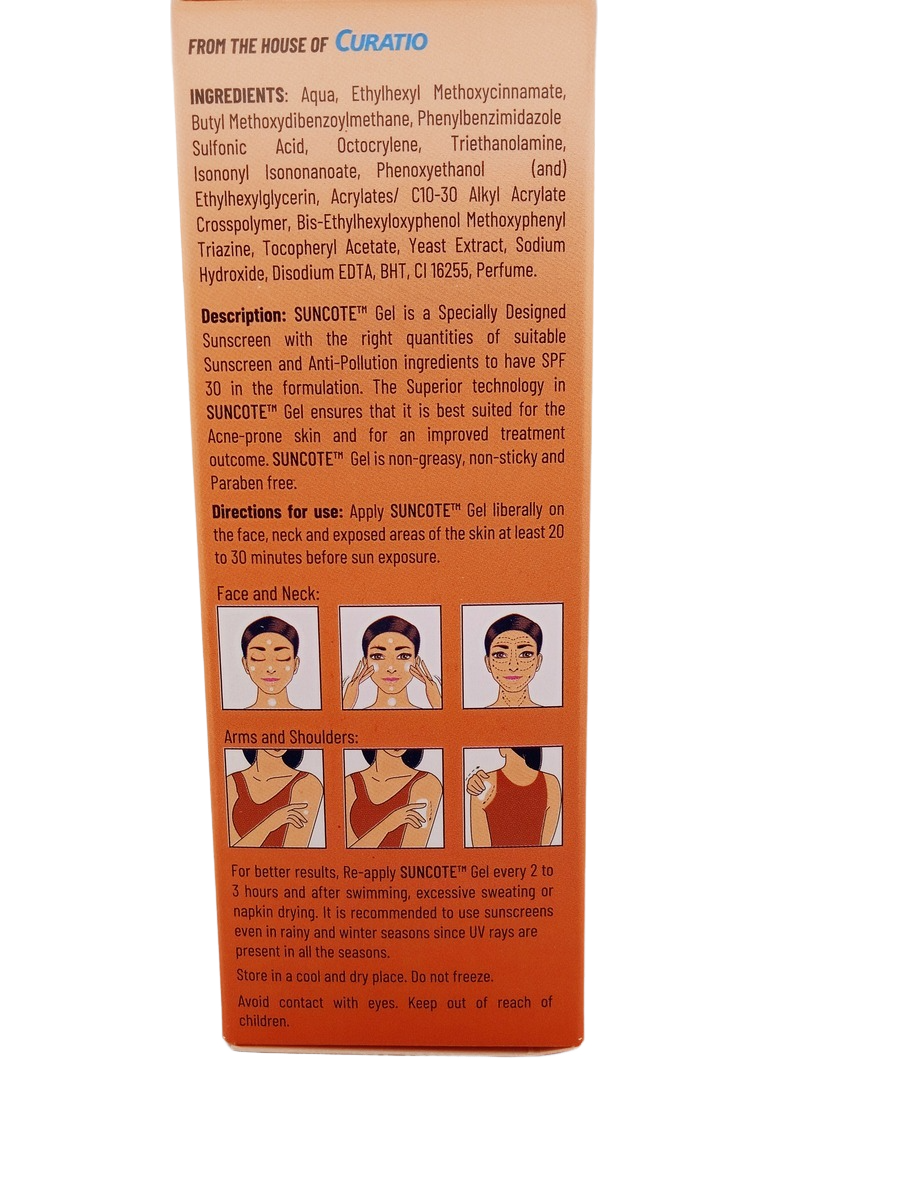 FROM THE HOUSE OF CURATIO
INGREDIENTS: Aqua, Ethylhexyl Methoxycinnamate,
Butyl Methoxydibenzoylmethane, Phenylbenzimidazole
Sulfonic Acid, Octocrylene, Triethanolamine,
Isononyl Isononanoate, Phenoxyethanol (and)
Ethylhexylglycerin, Acrylates/ C10-30 Alkyl Acrylate
Crosspolymer, Bis-Ethylhexyloxyphenol Methoxyphenyl
Triazine, Tocopheryl Acetate, Yeast Extract, Sodium
Hydroxide, Disodium EDTA, BHT, CI 16255, Perfume.
Description: SUNCOTE™ Gel is a Specially Designed
Sunscreen with the right quantities of suitable
Sunscreen and Anti-Pollution ingredients to have SPF
30 in the formulation. The Superior technology in
SUNCOTE™ Gel ensures that it is best suited for the
Acne-prone skin and for an improved treatment
outcome. SUNCOTE™ Gel is non-greasy, non-sticky and
Paraben free.
Directions for use: Apply SUNCOTE™ Gel liberally on
the face, neck and exposed areas of the skin at least 20
to 30 minutes before sun exposure.
Face and Neck:
Arms and Shoulders:
For better results, Re-apply SUNCOTE™ Gel every 2 to
3 hours and after swimming, excessive sweating or
napkin drying. It is recommended to use sunscreens
even in rainy and winter seasons since UV rays are
present in all the seasons.
Store in a cool and dry place. Do not freeze.
Avoid contact with eyes. Keep out of reach of
children.